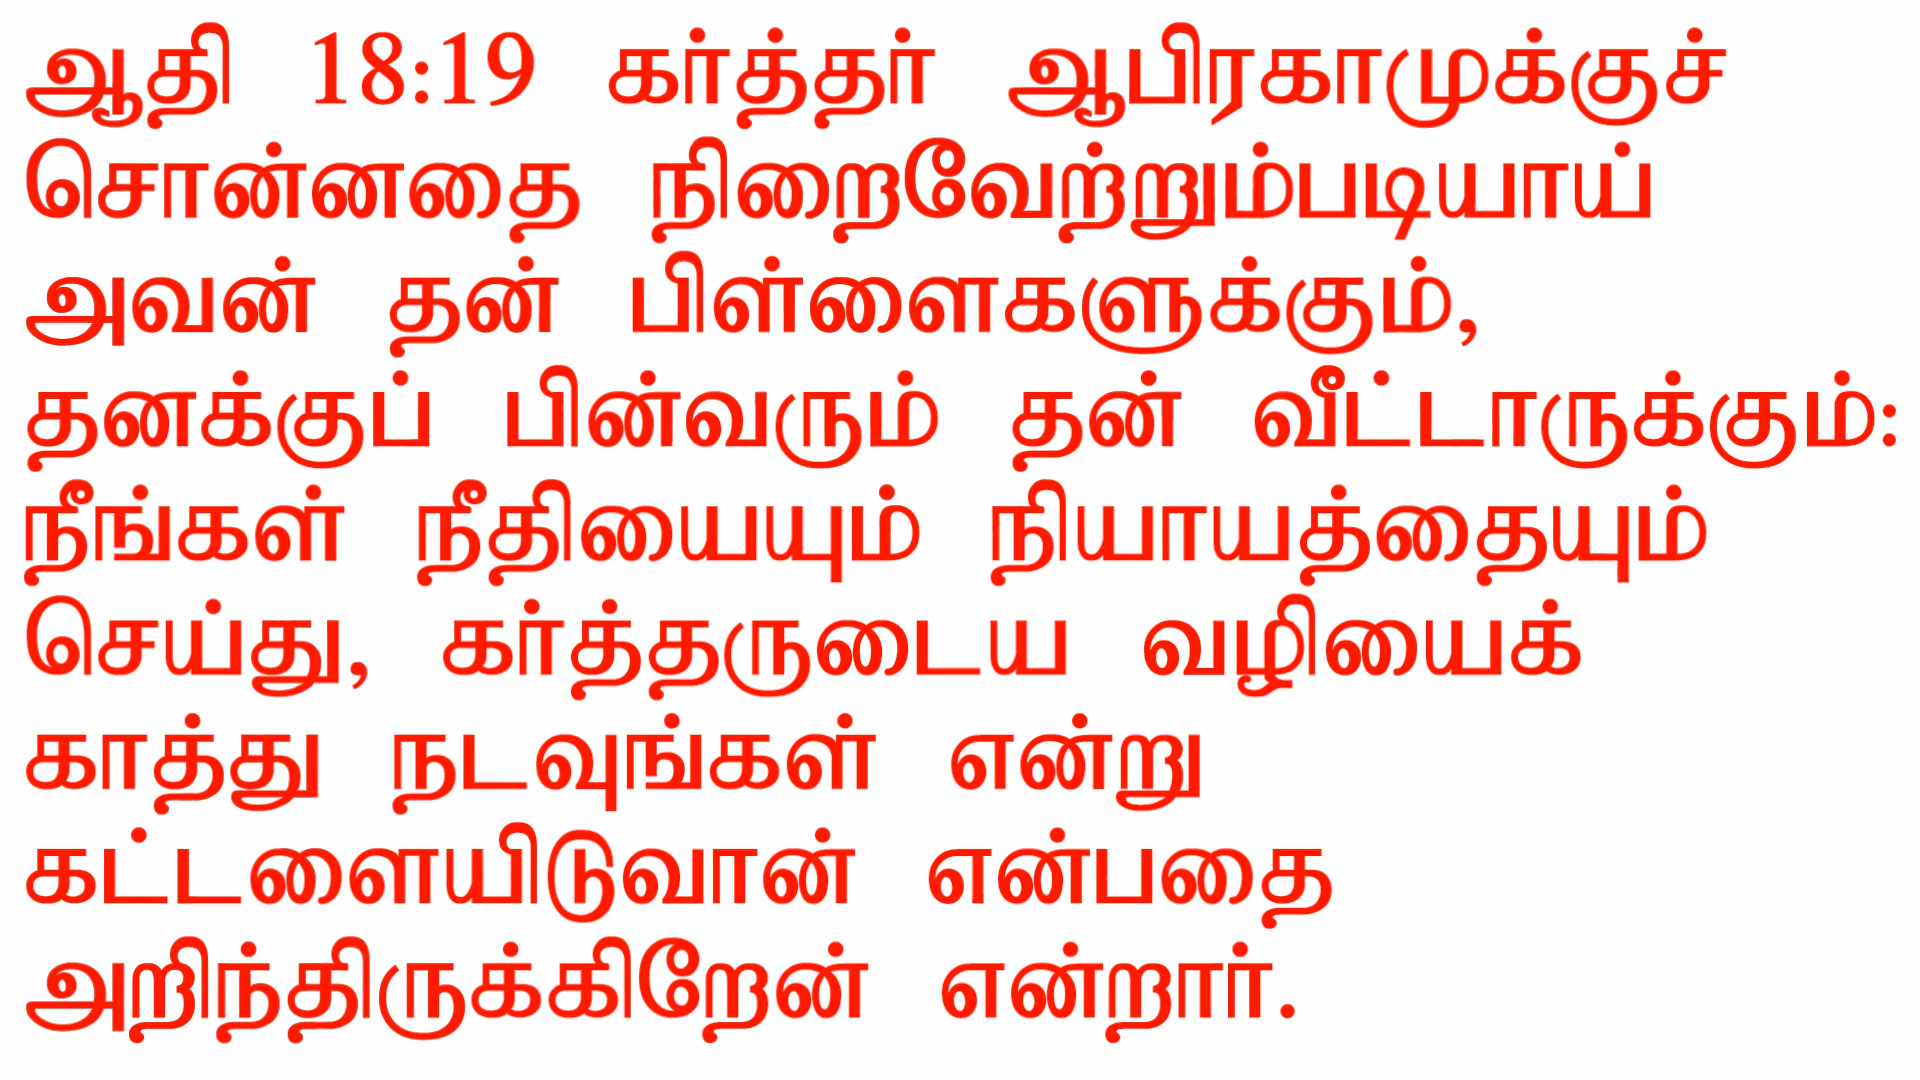 ஆதி 18:19 கர்த்தர் ஆபிரகாமுக்குச்
சொன்னதை நிறைவேற்றும்படியாய்
அவன் தன் பிள்ளைகளுக்கும்,
தனக்குப் பின்வரும் தன் வீட்டாருக்கும்:
நீங்கள் நீதியையும் நியாயத்தையும்
செய்து, கர்த்தருடைய வழியைக்
காத்து நடவுங்கள் என்று
கட்டளையிடுவான் என்பதை
அறிந்திருக்கிறேன் என்றார்.